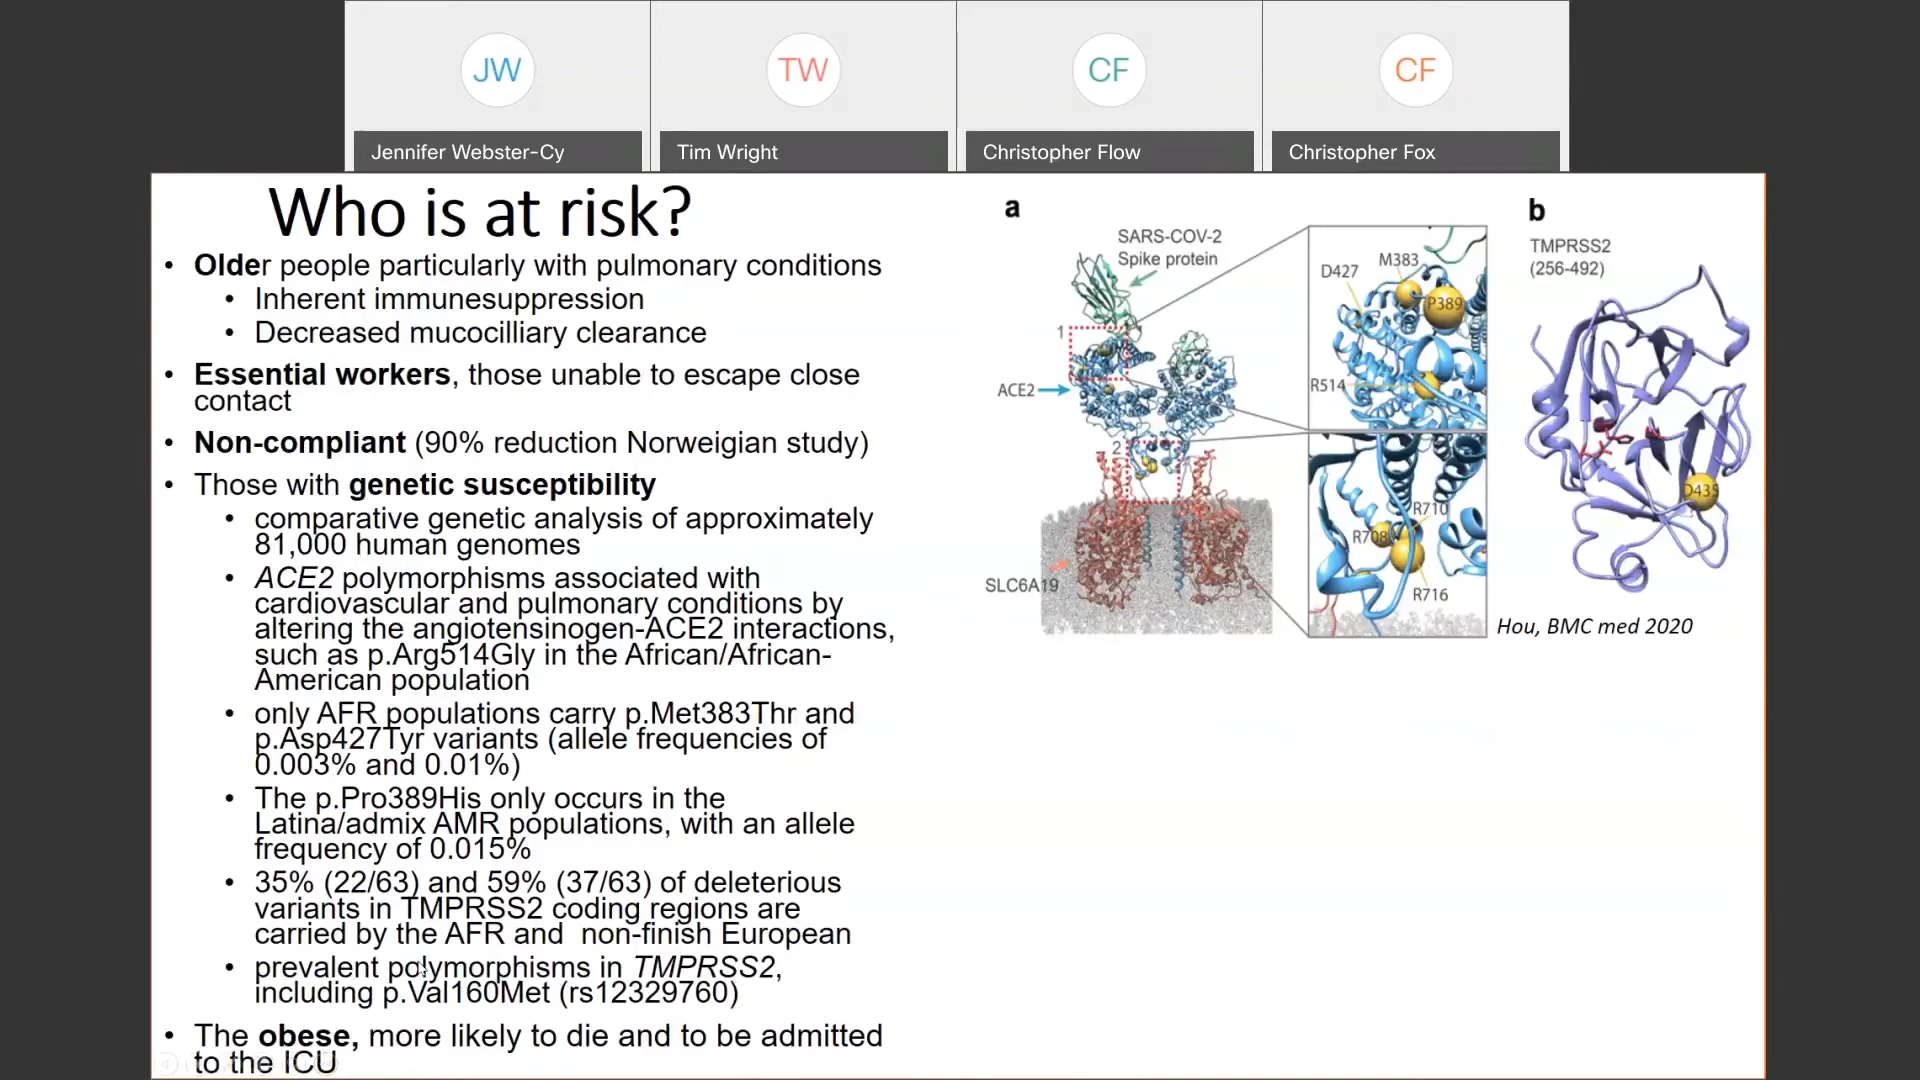 JW
TW
CF
CF
Jennifer Webster-Cy
Tim Wright
Christopher Flow
Christopher Fox
Who is at risk?
• Older people particularly with pulmonary conditions
• Inherent immunesuppression
• Decreased mucocilliary clearance
• Essential workers, those unable to escape close
contact
• Non-compliant (90% reduction Norweigian study)
• Those with genetic susceptibility
• comparative genetic analysis of approximately
81,000 human genomes
• ACE2 polymorphisms associated with
cardiovascular and pulmonary conditions by
altering the angiotensinogen-ACE2 interactions,
such as p.Arg514Gly in the African/African-
American population
• only AFR populations carry p.Met383Thr and
p.Asp427Tyr variants (allele frequencies of
0.003% and 0.01%)
• The p.Pro389His only occurs in the
Latina/admix AMR populations, with an allele
frequency of 0.015%
• 35% (22/63) and 59% (37/63) of deleterious
variants in TMPRSS2 coding regions are
carried by the AFR and  non-finish European
• prevalent polymorphisms in TMPRSS2,
including p.Val160Met (rs12329760)
• The obese, more likely to die and to be admitted
to the ICU
a
SARS-COV-2
Spike protein
1
ACE2
2
SLC6A19
D427
M383
P389
R514
R710
R708
R716
b
TMPRSS2
(256-492)
D435
Hou, BMC med 2020